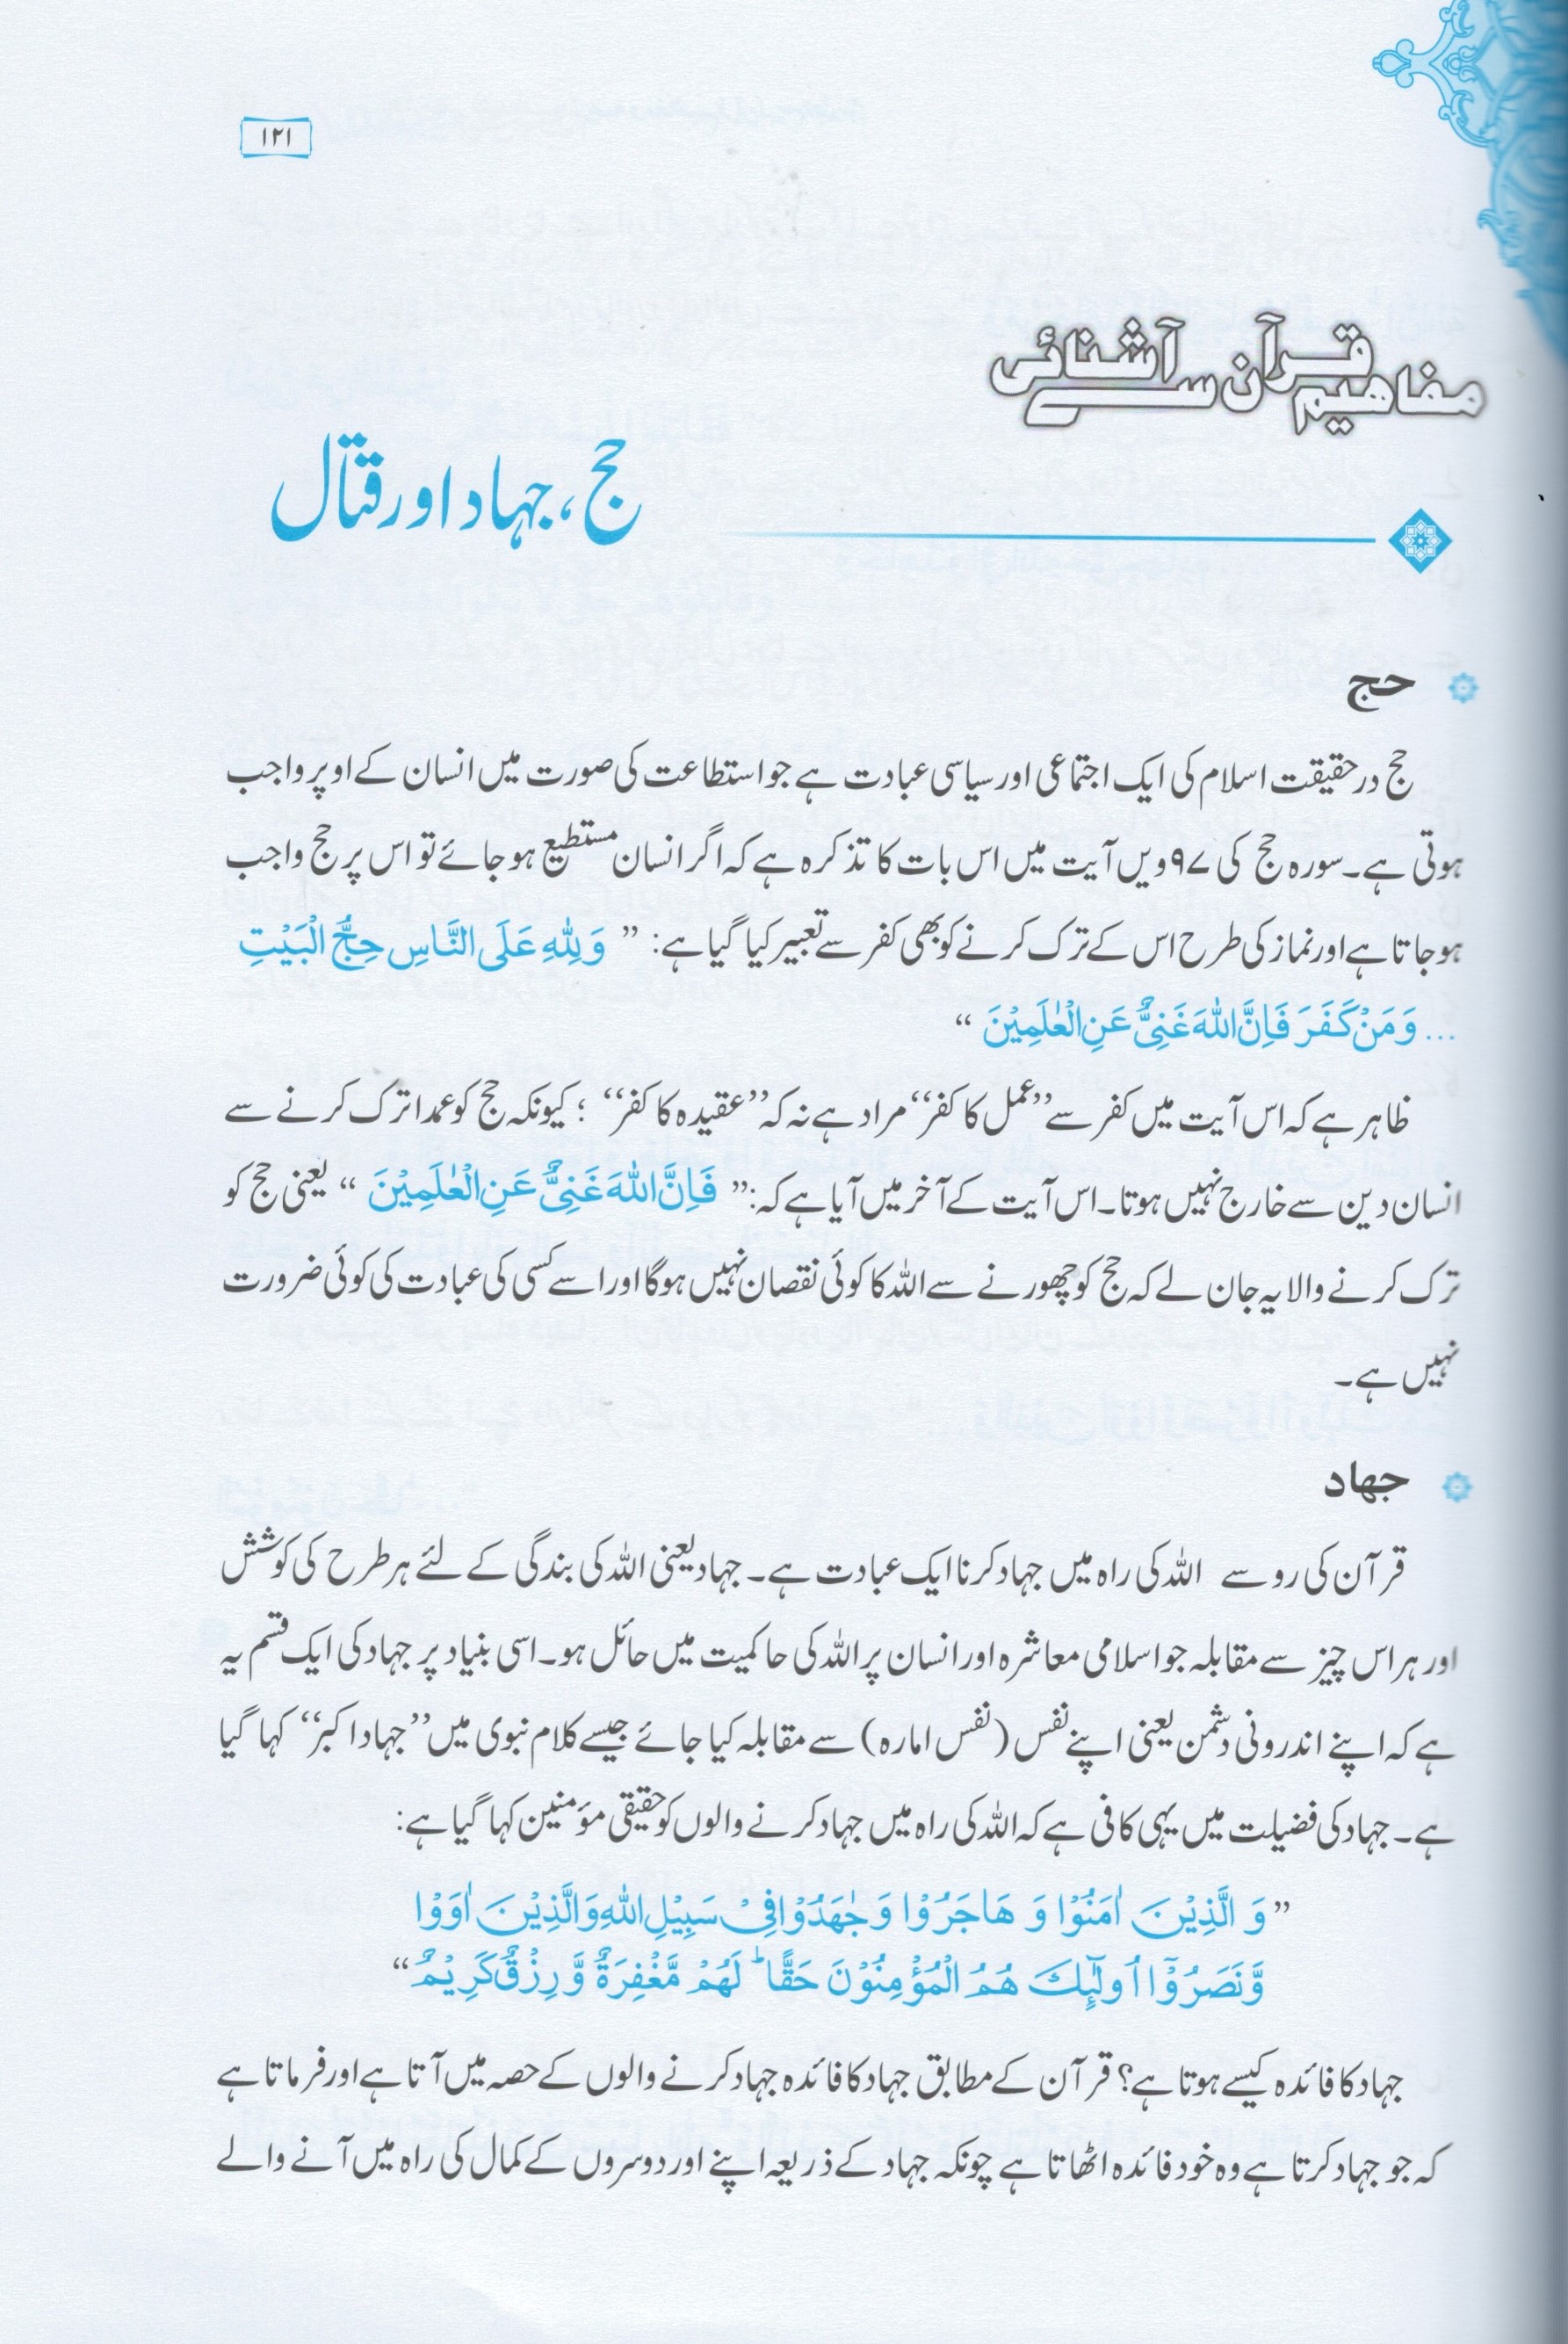 ۱۲۱
مفاهیم قرآن سے آشنائی
حج، جہاد اور قتال
حج
حج درحقیقت اسلام کی ایک اجتماعی اور سیاسی عبادت ہے جو استطاعت کی صورت میں انسان کے اوپر واجب
ہوتی ہے۔ سورہ حج کی ۹۷ویں آیت میں اس بات کا تذکرہ ہے کہ اگر انسان مستطیع ہو جائے تو اس پر حج واجب
ہو جاتا ہے اور نماز کی طرح اس کے ترک کرنے کو بھی کفر سے تعبیر کیا گیا ہے: ” وَلِلّٰهِ عَلَى النَّاسِ حِجُّ الْبَيْتِ
... وَمَنْ كَفَرَ فَاِنَّ اللّٰهَ غَنِىٌّ عَنِ الْعٰلَمِيْنَ “
ظاہر ہے کہ اس آیت میں کفر سے ”عمل کا کفر“ مراد ہے نہ کہ ”عقیدہ کا کفر“ ؛ کیونکہ حج کو عمدا ترک کرنے سے
انسان دین سے خارج نہیں ہوتا۔ اس آیت کے آخر میں آیا ہے کہ: ” فَاِنَّ اللّٰهَ غَنِىٌّ عَنِ الْعٰلَمِيْنَ “ یعنی حج کو
ترک کرنے والا یہ جان لے کہ حج کو چھورنے سے اللہ کا کوئی نقصان نہیں ہوگا اور اسے کسی کی عبادت کی کوئی ضرورت
نہیں ہے۔
جهاد
قرآن کی رو سے اللہ کی راہ میں جہاد کرنا ایک عبادت ہے۔ جہاد یعنی اللہ کی بندگی کے لئے ہر طرح کی کوشش
اور ہر اس چیز سے مقابلہ جو اسلامی معاشرہ اور انسان پر اللہ کی حاکمیت میں حائل ہو۔ اسی بنیاد پر جہاد کی ایک قسم یہ
ہے کہ اپنے اندرونی دشمن یعنی اپنے نفس (نفس امارہ) سے مقابلہ کیا جائے جیسے کلام نبوی میں ”جہاد اکبر“ کہا گیا
ہے۔ جہاد کی فضیلت میں یہی کافی ہے کہ اللہ کی راہ میں جہاد کرنے والوں کو حقیقی مؤمنین کہا گیا ہے:
” وَ الَّذِيْنَ اٰمَنُوْا وَ هَاجَرُوْا وَ جٰهَدُوْا فِىْ سَبِيْلِ اللّٰهِ وَالَّذِيْنَ اٰوَوْا
وَّنَصَرُوْۤا اُولٰٓئِكَ هُمُ الْمُؤْمِنُوْنَ حَقًّا ؕ لَهُمْ مَّغْفِرَةٌ وَّ رِزْقٌ كَرِيْمٌ “
جہاد کا فائدہ کیسے ہوتا ہے؟ قرآن کے مطابق جہاد کا فائدہ جہاد کرنے والوں کے حصہ میں آتا ہے اور فرماتا ہے
کہ جو جہاد کرتا ہے وہ خود فائدہ اٹھاتا ہے چونکہ جہاد کے ذریعہ اپنے اور دوسروں کے کمال کی راہ میں آنے والے